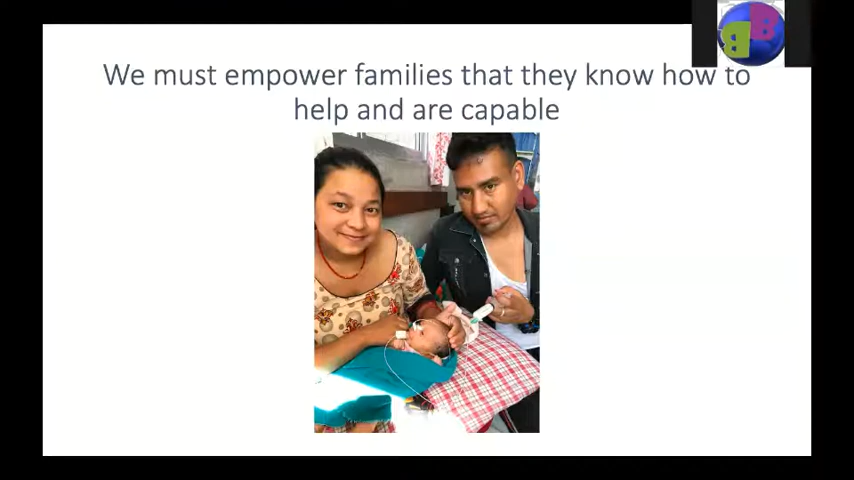 We must empower families that they know how to
help and are capable